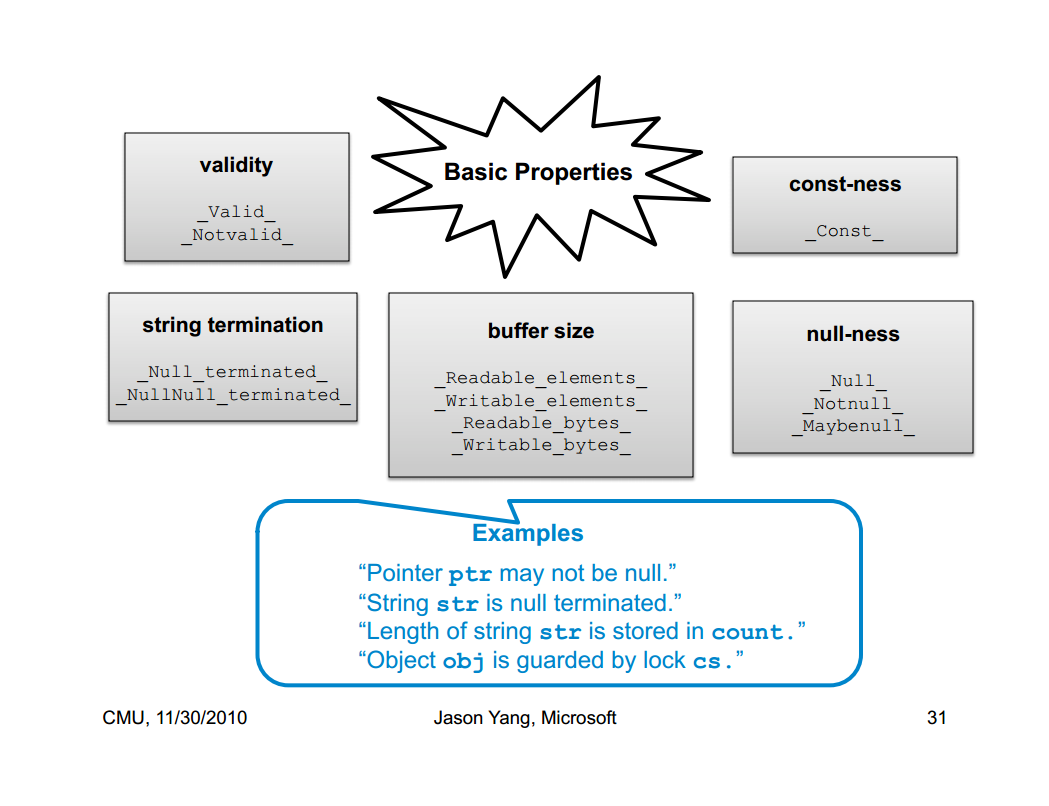 Basic Properties
validity
_Valid_
_Notvalid_
const-ness
_Const_
string termination
_Null_terminated_
_NullNull_terminated_
buffer size
_Readable_elements_
_Writable_elements_
_Readable_bytes_
_Writable_bytes_
null-ness
_Null_
_Notnull_
_Maybenull_
Examples
“Pointer ptr may not be null.”
“String str is null terminated.”
“Length of string str is stored in count.”
“Object obj is guarded by lock cs.”
CMU, 11/30/2010
Jason Yang, Microsoft
31